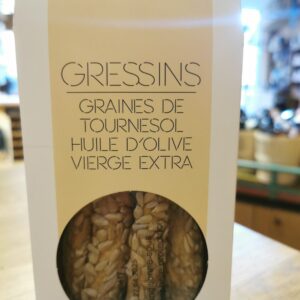 GRESSINS
GRAINES DE
TOURNESOL
HUILE D'OLIVE
VIERGE EXTRA